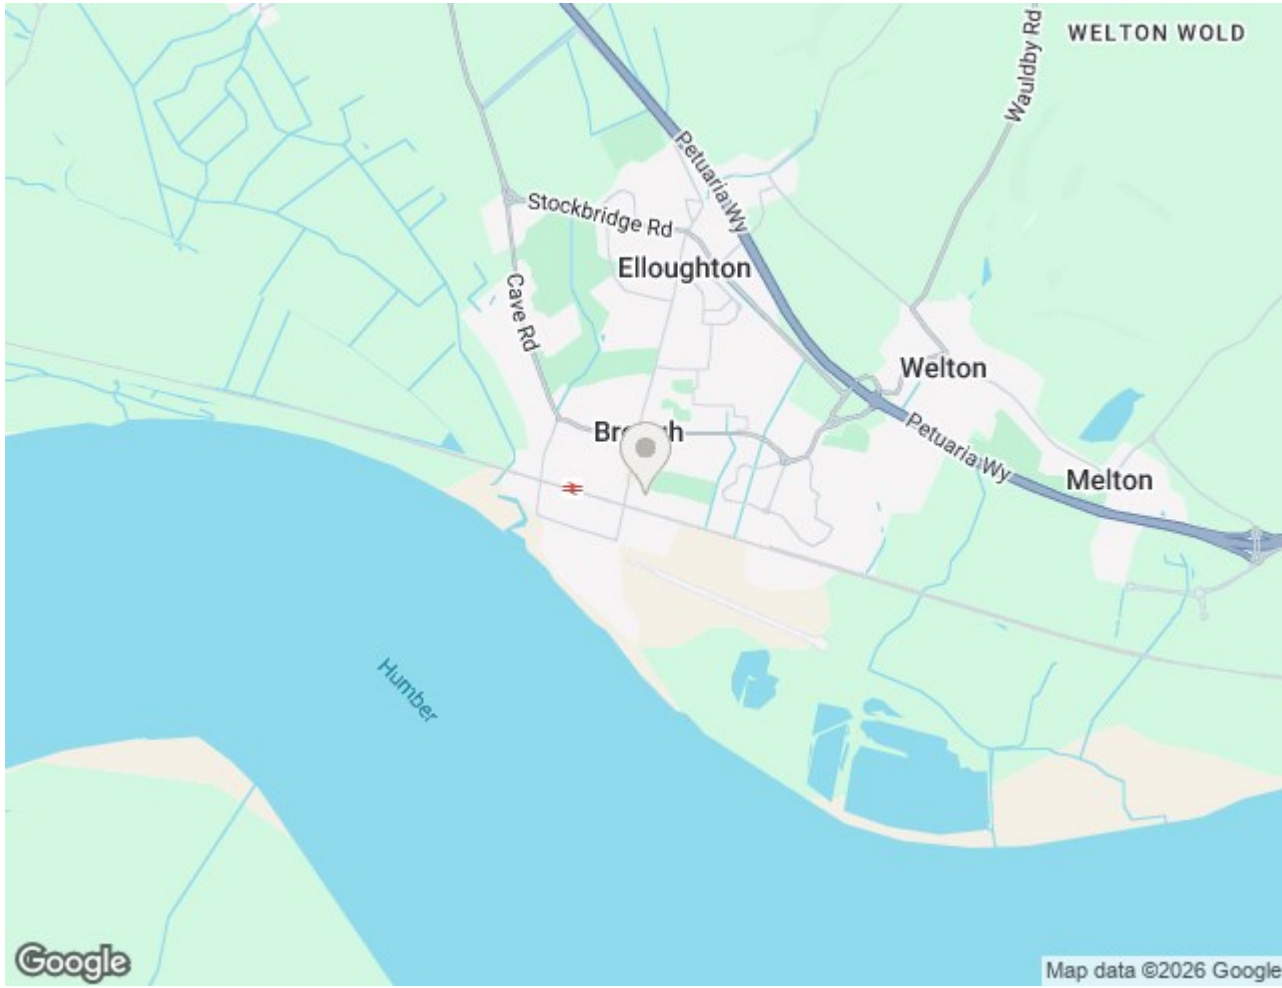 WELTON WOLD
Wauldby Rd
Petuaria Wy
Stockbridge Rd
Elloughton
Cave Rd
Welton
Brough
Petuaria Wy
Melton
Humber
Google
Map data ©2026 Google